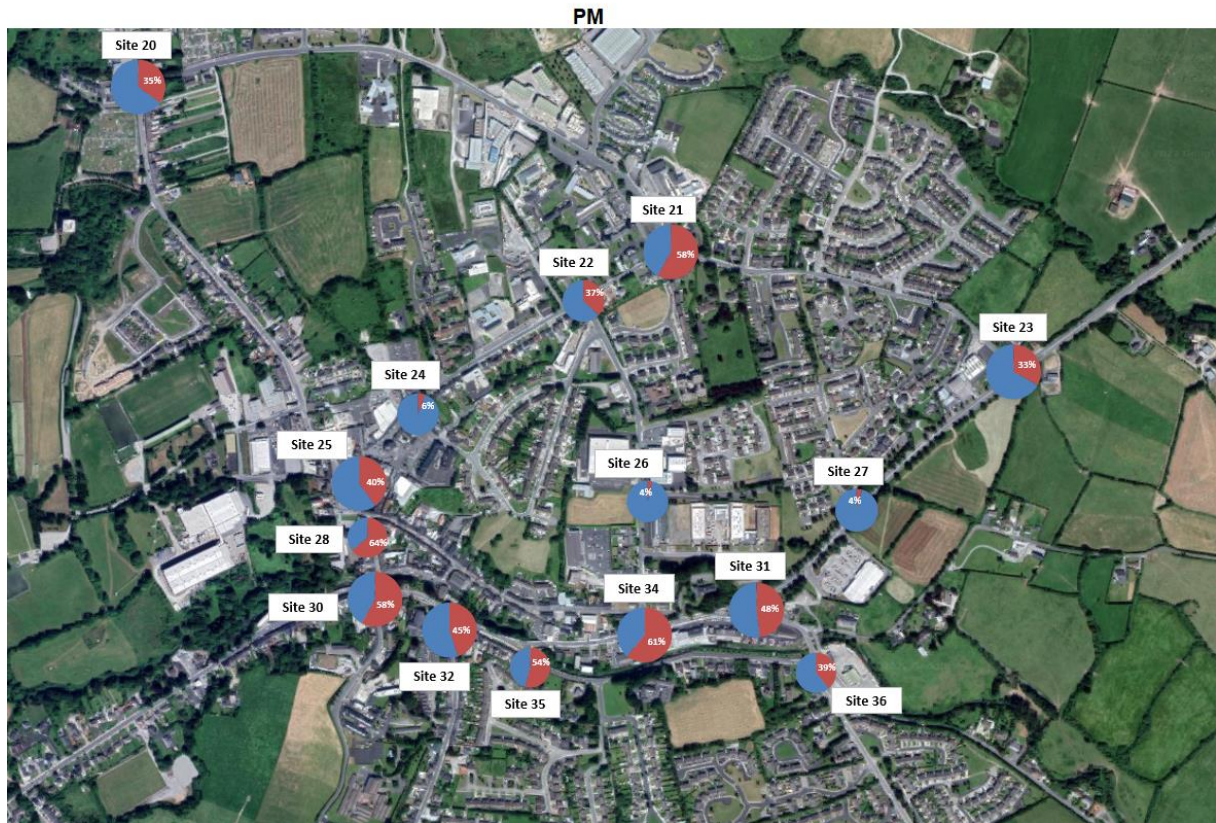 PM
Site 20
35%
Site 21
58%
Site 22
37%
Site 23
33%
Site 24
6%
Site 25
40%
Site 26
4%
Site 27
4%
Site 28
64%
Site 30
58%
Site 31
48%
Site 34
61%
Site 32
45%
Site 35
54%
Site 36
39%